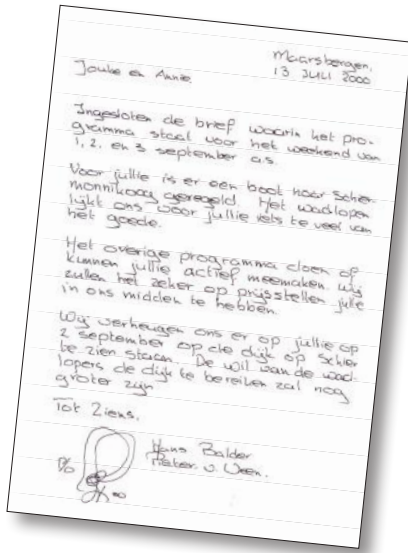 Maarsbergen,
13 JULI 2000
Jouke en Annie.
Ingesloten de brief waarin het pro-
gramma staat voor het weekend van
1, 2, en 3 september a.s.
Voor jullie is er een boot naar Schier
monnikoog geregeld. Het wadlopen
lijkt ons voor jullie iets te veel van
het goede.
Het overige programma doen of
kunnen jullie actief meemaken. Wij
zullen het zeker op prijsstellen jullie
in ons midden te hebben.
Wij verheugen ons er op jullie op
2 september op de dijk op Schier
te zien staan. De wil van de wad-
lopers de dijk te bereiken zal nog
groter zijn.
Tot Ziens.
Hans Balder
P/o
Pieter v. Veen.